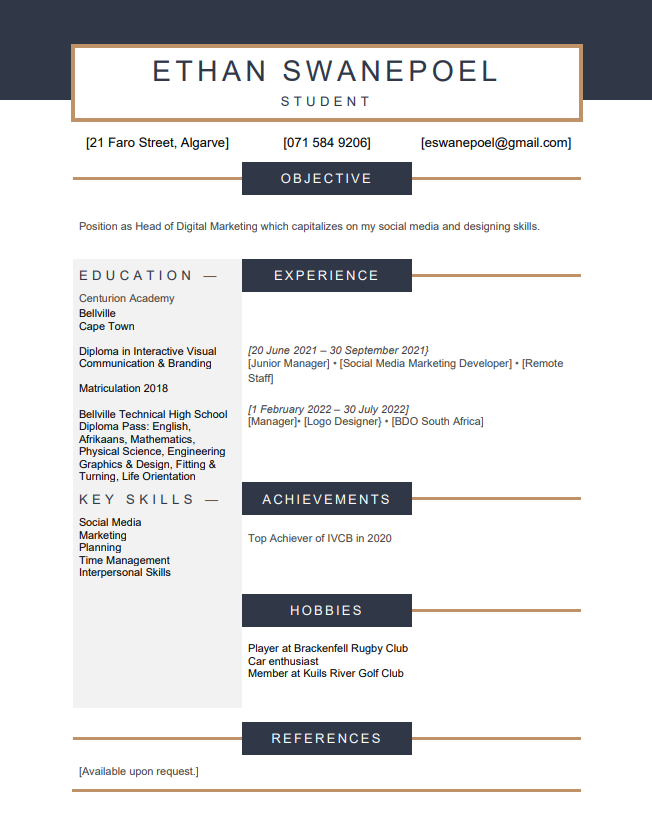 ETHAN SWANEPOEL
STUDENT
[21 Faro Street, Algarve]
[071 584 9206]
[eswanepoel@gmail.com]
OBJECTIVE
Position as Head of Digital Marketing which capitalizes on my social media and designing skills.
EDUCATION —
Centurion Academy
Bellville
Cape Town
Diploma in Interactive Visual
Communication & Branding
Matriculation 2018
Bellville Technical High School
Diploma Pass: English,
Afrikaans, Mathematics,
Physical Science, Engineering
Graphics & Design, Fitting &
Turning, Life Orientation
KEY SKILLS —
Social Media
Marketing
Planning
Time Management
Interpersonal Skills
EXPERIENCE
[20 June 2021 – 30 September 2021}
[Junior Manager] • [Social Media Marketing Developer] • [Remote
Staff]
[1 February 2022 – 30 July 2022]
[Manager]• [Logo Designer} • [BDO South Africa]
ACHIEVEMENTS
Top Achiever of IVCB in 2020
HOBBIES
Player at Brackenfell Rugby Club
Car enthusiast
Member at Kuils River Golf Club
REFERENCES
[Available upon request.]